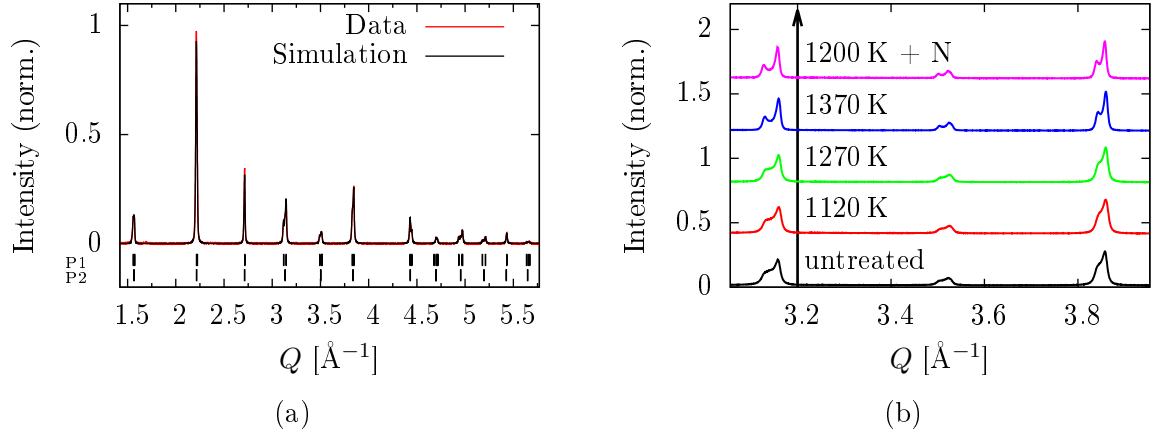 Intensity (norm.)
1
0.5
0
P1
P2
Data
Simulation
1.5 2 2.5 3 3.5 4 4.5 5 5.5
Q [Å⁻¹]
(a)
Intensity (norm.)
2
1.5
1
0.5
0
1200 K + N
1370 K
1270 K
1120 K
untreated
3.2 3.4 3.6 3.8
Q [Å⁻¹]
(b)